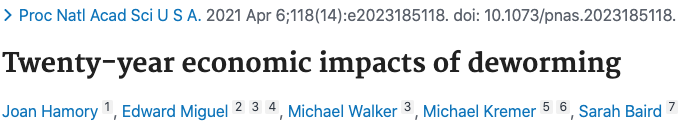 > Proc Natl Acad Sci U S A. 2021 Apr 6;118(14):e2023185118. doi: 10.1073/pnas.2023185118.
Twenty-year economic impacts of deworming
Joan Hamory 1, Edward Miguel 2 3 4, Michael Walker 3, Michael Kremer 5 6, Sarah Baird 7